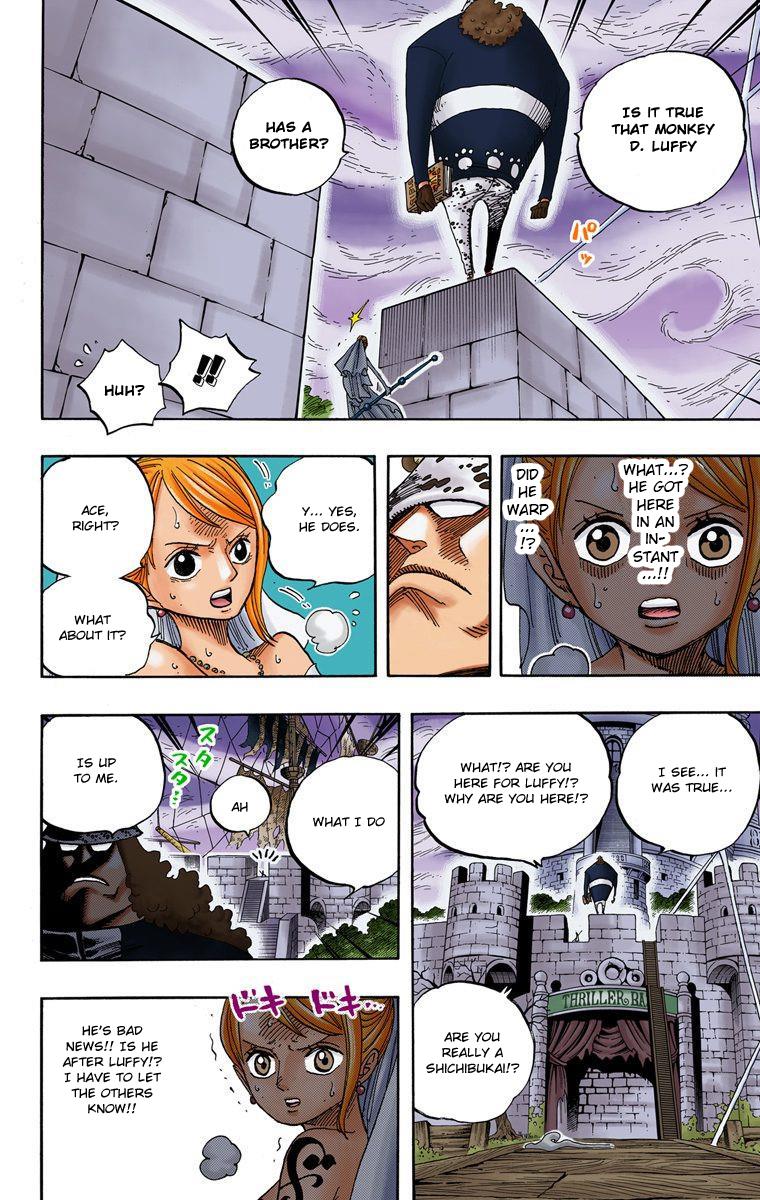 IS IT TRUE
THAT MONKEY
D. LUFFY
HAS A
BROTHER?
パッ
!!
HUH?
WHAT...?
HE GOT
HERE
IN AN
IN-
STANT
...!!
DID
HE
WARP
...
!?
Y... YES,
HE DOES.
ACE,
RIGHT?
WHAT
ABOUT IT?
I SEE... IT
WAS TRUE...
WHAT!? ARE YOU
HERE FOR LUFFY!?
WHY ARE YOU HERE!?
THRILLER BA
ARE YOU
REALLY A
SHICHIBUKAI!?
WHAT I DO
AH
スタ
スタ...
IS UP
TO ME.
ドキ ドキ...
HE'S BAD
NEWS!! IS HE
AFTER LUFFY!?
I HAVE TO LET
THE OTHERS
KNOW!!